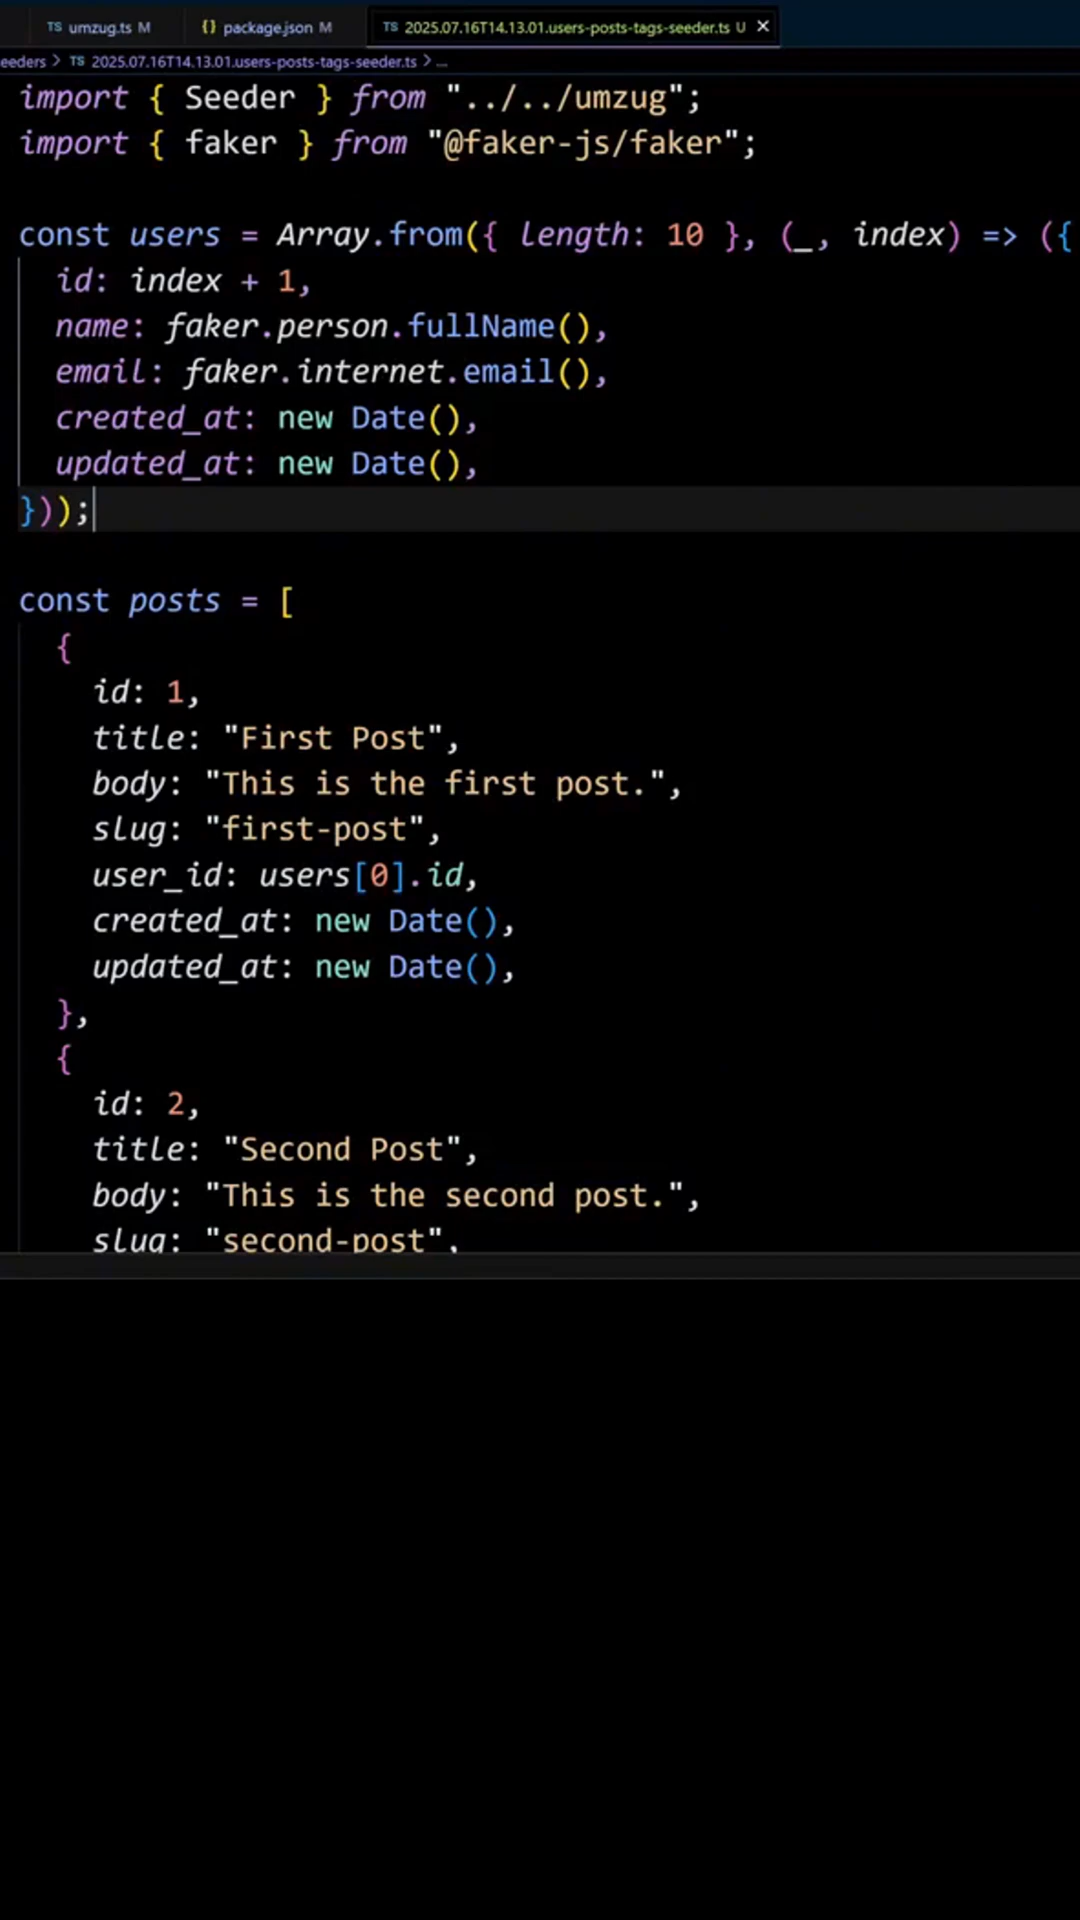 TS umzug.ts M {} package.json M TS 2025.07.16T14.13.01.users-posts-tags-seeder.ts U ✕
eeders > TS 2025.07.16T14.13.01.users-posts-tags-seeder.ts > ...
import { Seeder } from "../../umzug";
import { faker } from "@faker-js/faker";
const users = Array.from({ length: 10 }, (_, index) => ({
  id: index + 1,
  name: faker.person.fullName(),
  email: faker.internet.email(),
  created_at: new Date(),
  updated_at: new Date(),
}));
const posts = [
  {
    id: 1,
    title: "First Post",
    body: "This is the first post.",
    slug: "first-post",
    user_id: users[0].id,
    created_at: new Date(),
    updated_at: new Date(),
  },
  {
    id: 2,
    title: "Second Post",
    body: "This is the second post.",
    slug: "second-post",